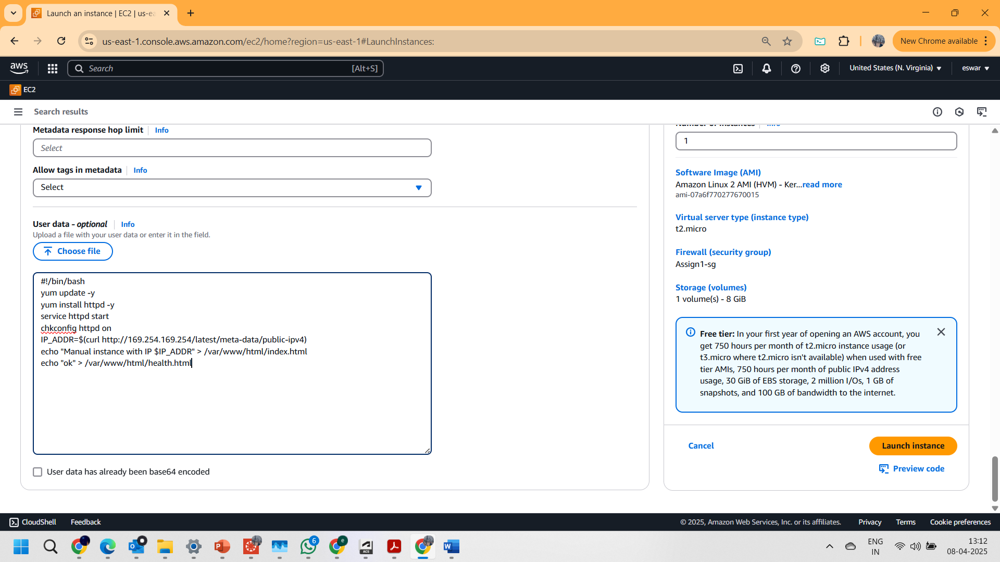 Launch an instance | EC2 | us-ea
us-east-1.console.aws.amazon.com/ec2/home?region=us-east-1#LaunchInstances:
New Chrome available
aws
Search
[Alt+S]
United States (N. Virginia)
eswar
EC2
Search results
Metadata response hop limit
Info
Select
Allow tags in metadata
Info
Select
User data - optional
Info
Upload a file with your user data or enter it in the field.
Choose file
#!/bin/bash
yum update -y
yum install httpd -y
service httpd start
chkconfig httpd on
IP_ADDR=$(curl http://169.254.169.254/latest/meta-data/public-ipv4)
echo "Manual instance with IP $IP_ADDR" > /var/www/html/index.html
echo "ok" > /var/www/html/health.html
User data has already been base64 encoded
Number of instances
Info
1
Software Image (AMI)
Amazon Linux 2 AMI (HVM) - Ker...read more
ami-07a6f770277670015
Virtual server type (instance type)
t2.micro
Firewall (security group)
Assign1-sg
Storage (volumes)
1 volume(s) - 8 GiB
Free tier: In your first year of opening an AWS account, you
get 750 hours per month of t2.micro instance usage (or
t3.micro where t2.micro isn't available) when used with free
tier AMIs, 750 hours per month of public IPv4 address
usage, 30 GiB of EBS storage, 2 million I/Os, 1 GB of
snapshots, and 100 GB of bandwidth to the internet.
Cancel
Launch instance
Preview code
CloudShell
Feedback
© 2025, Amazon Web Services, Inc. or its affiliates.
Privacy
Terms
Cookie preferences
6
e
ACS
ENG
IN
13:12
08-04-2025